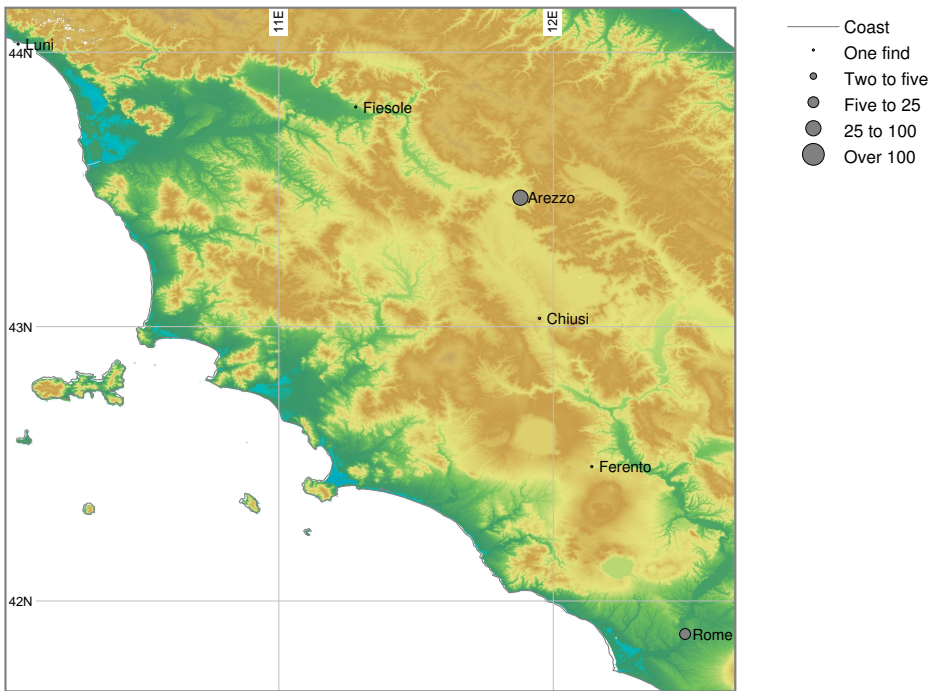 11E
12E
Luni
44N
Fiesole
Arezzo
43N
Chiusi
Ferento
42N
Rome
Coast
One find
Two to five
Five to 25
25 to 100
Over 100